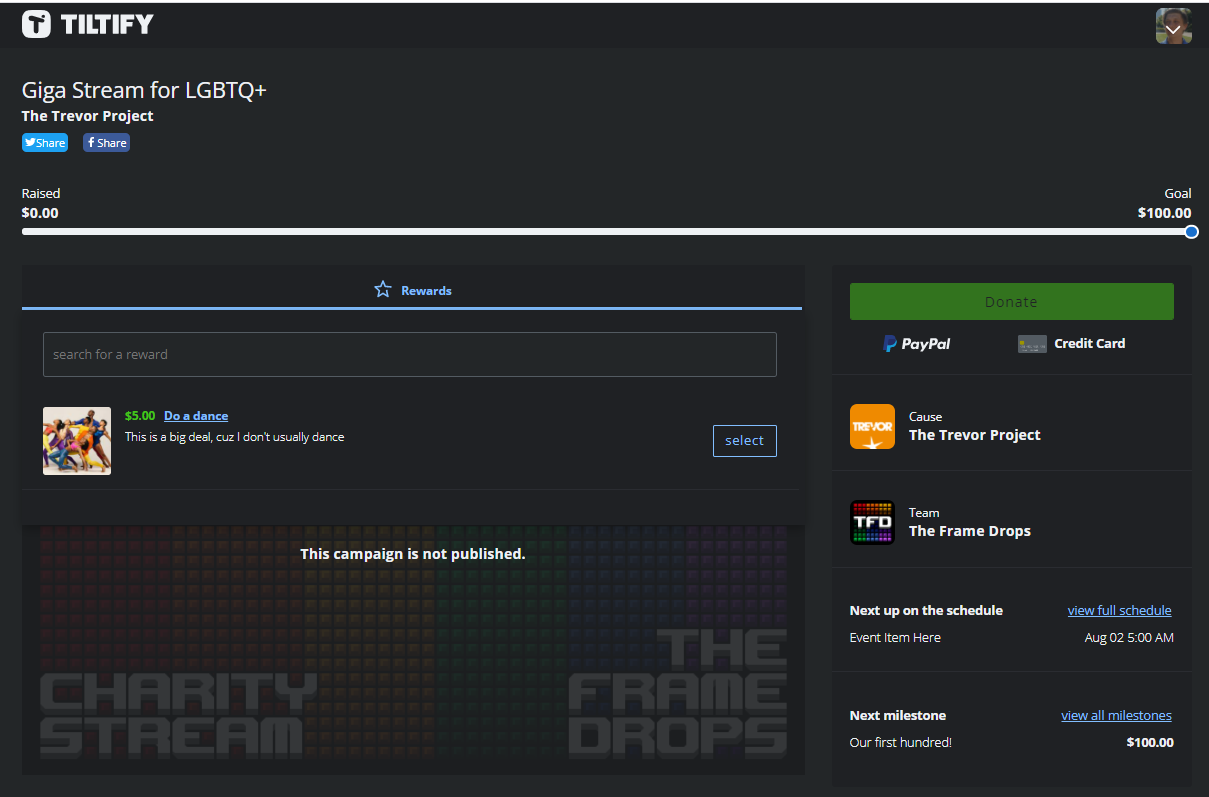 TILTIFY
Giga Stream for LGBTQ+
The Trevor Project
Share
Share
Raised
Goal
$0.00
$100.00
Rewards
search for a reward
$5.00 Do a dance
This is a big deal, cuz I don't usually dance
select
This campaign is not published.
THE
CHARITY
FRAME
STREAM
DROPS
Donate
PayPal
Credit Card
TREVOR
Cause
The Trevor Project
TFD
Team
The Frame Drops
Next up on the schedule
view full schedule
Event Item Here
Aug 02 5:00 AM
Next milestone
view all milestones
Our first hundred!
$100.00